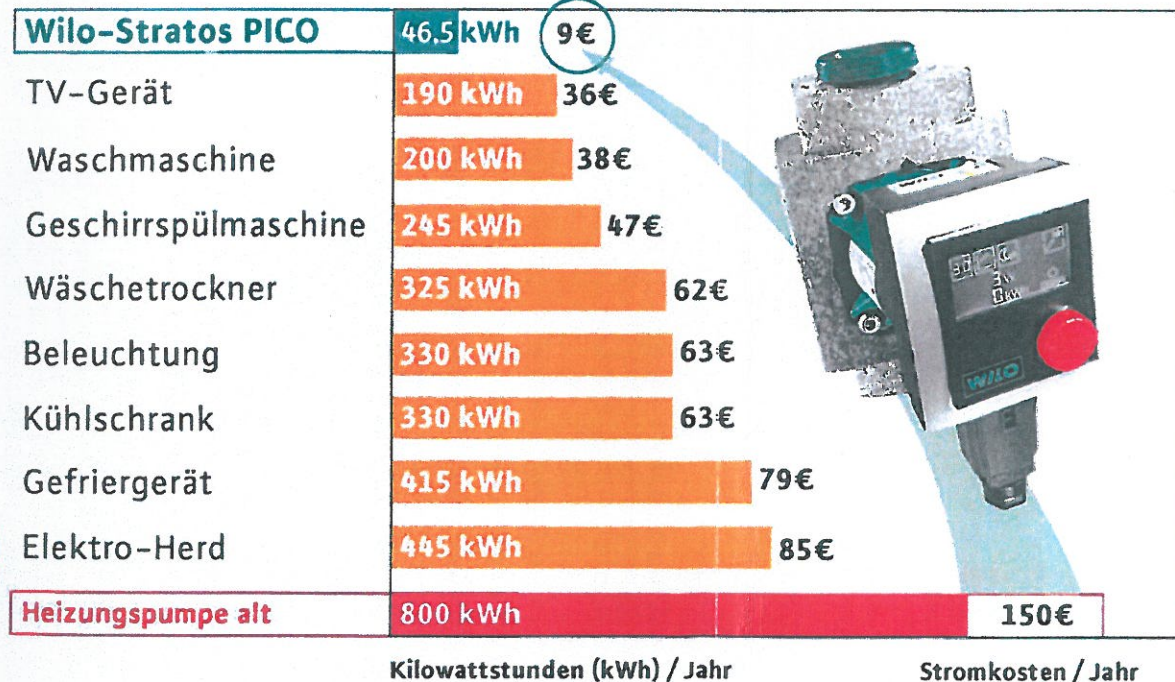 Wilo-Stratos PICO 46.5 kWh 9€
TV-Gerät 190 kWh 36€
Waschmaschine 200 kWh 38€
Geschirrspülmaschine 245 kWh 47€
Wäschetrockner 325 kWh 62€
Beleuchtung 330 kWh 63€
Kühlschrank 330 kWh 63€
Gefriergerät 415 kWh 79€
Elektro-Herd 445 kWh 85€
Heizungspumpe alt 800 kWh 150€
Kilowattstunden (kWh) / Jahr Stromkosten / Jahr
WILO